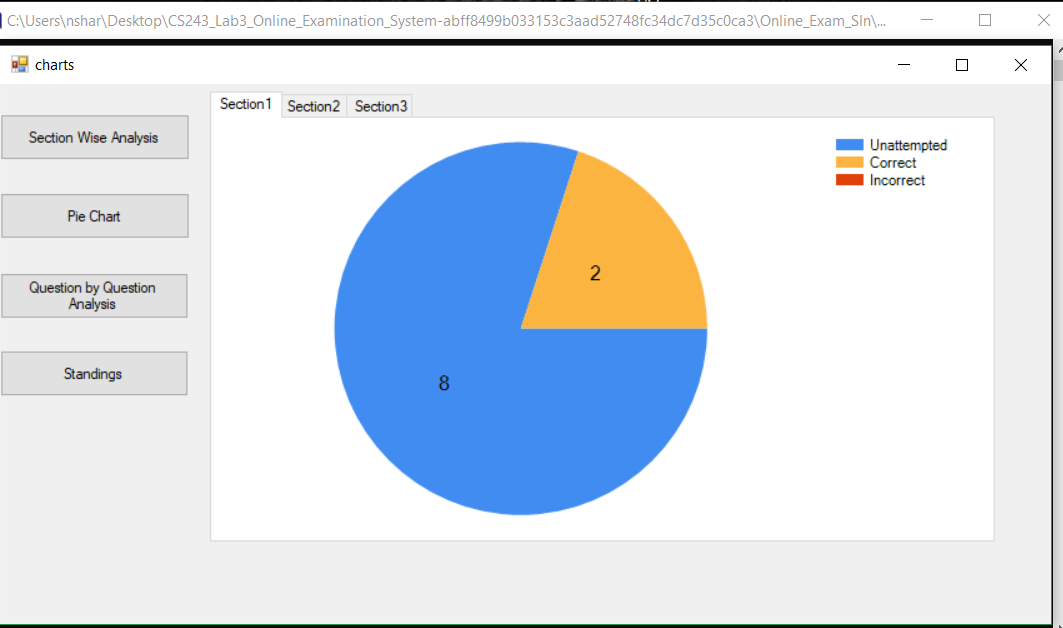 C:\Users\nshar\Desktop\CS243_Lab3_Online_Examination_System-abff8499b033153c3aad52748fc34dc7d35c0ca3\Online_Exam_Sln\...
charts
Section Wise Analysis
Pie Chart
Question by Question
Analysis
Standings
Section1 Section2 Section3
Unattempted
Correct
Incorrect
2
8